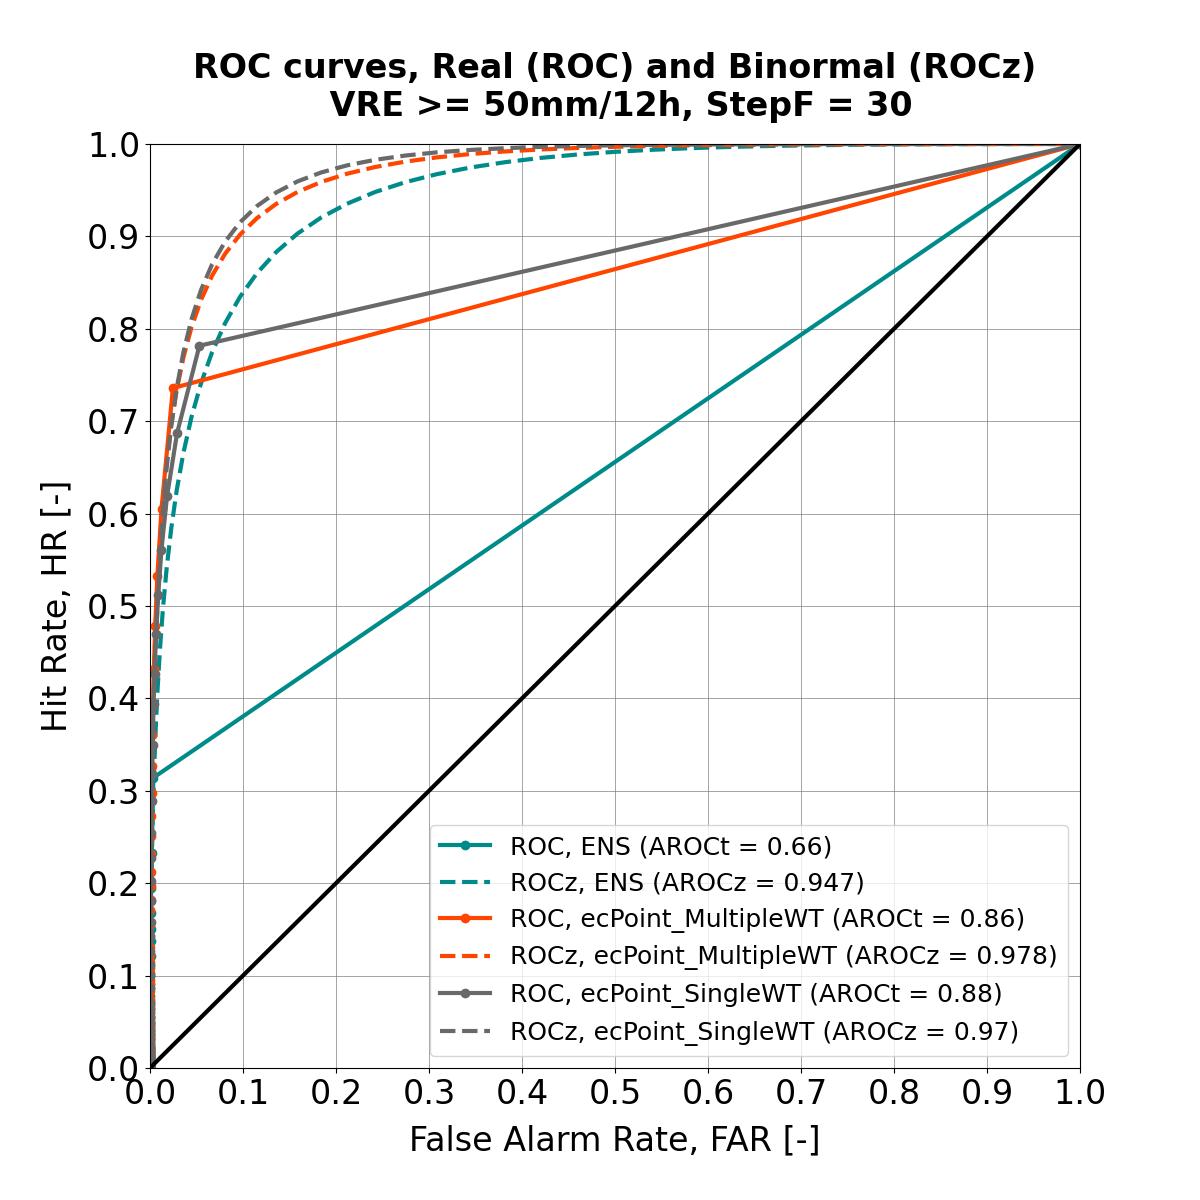 ROC curves, Real (ROC) and Binormal (ROCz)
VRE >= 50mm/12h, StepF = 30
1.0
0.9
0.8
0.7
0.6
0.5
0.4
0.3
0.2
0.1
0.0
Hit Rate, HR [-]
ROC, ENS (AROCt = 0.66)
ROCz, ENS (AROCz = 0.947)
ROC, ecPoint_MultipleWT (AROCt = 0.86)
ROCz, ecPoint_MultipleWT (AROCz = 0.978)
ROC, ecPoint_SingleWT (AROCt = 0.88)
ROCz, ecPoint_SingleWT (AROCz = 0.97)
0.0 0.1 0.2 0.3 0.4 0.5 0.6 0.7 0.8 0.9 1.0
False Alarm Rate, FAR [-]